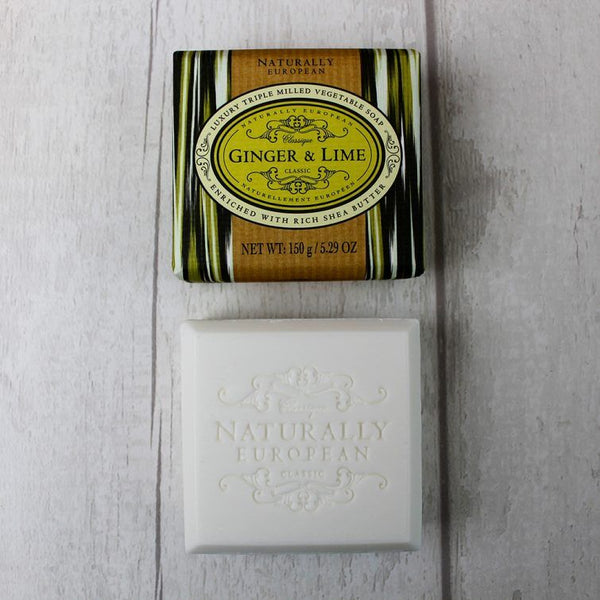 NATURALLY
EUROPEAN
LUXURY TRIPLE MILLED VEGETABLE SOAP
NATURALLY EUROPEAN
Classique
GINGER & LIME
CLASSIC
NATURELLEMENT EUROPÉEN
ENRICHED WITH RICH SHEA BUTTER
NET WT: 150 g / 5.29 OZ
Classique
NATURALLY
EUROPEAN
CLASSIC